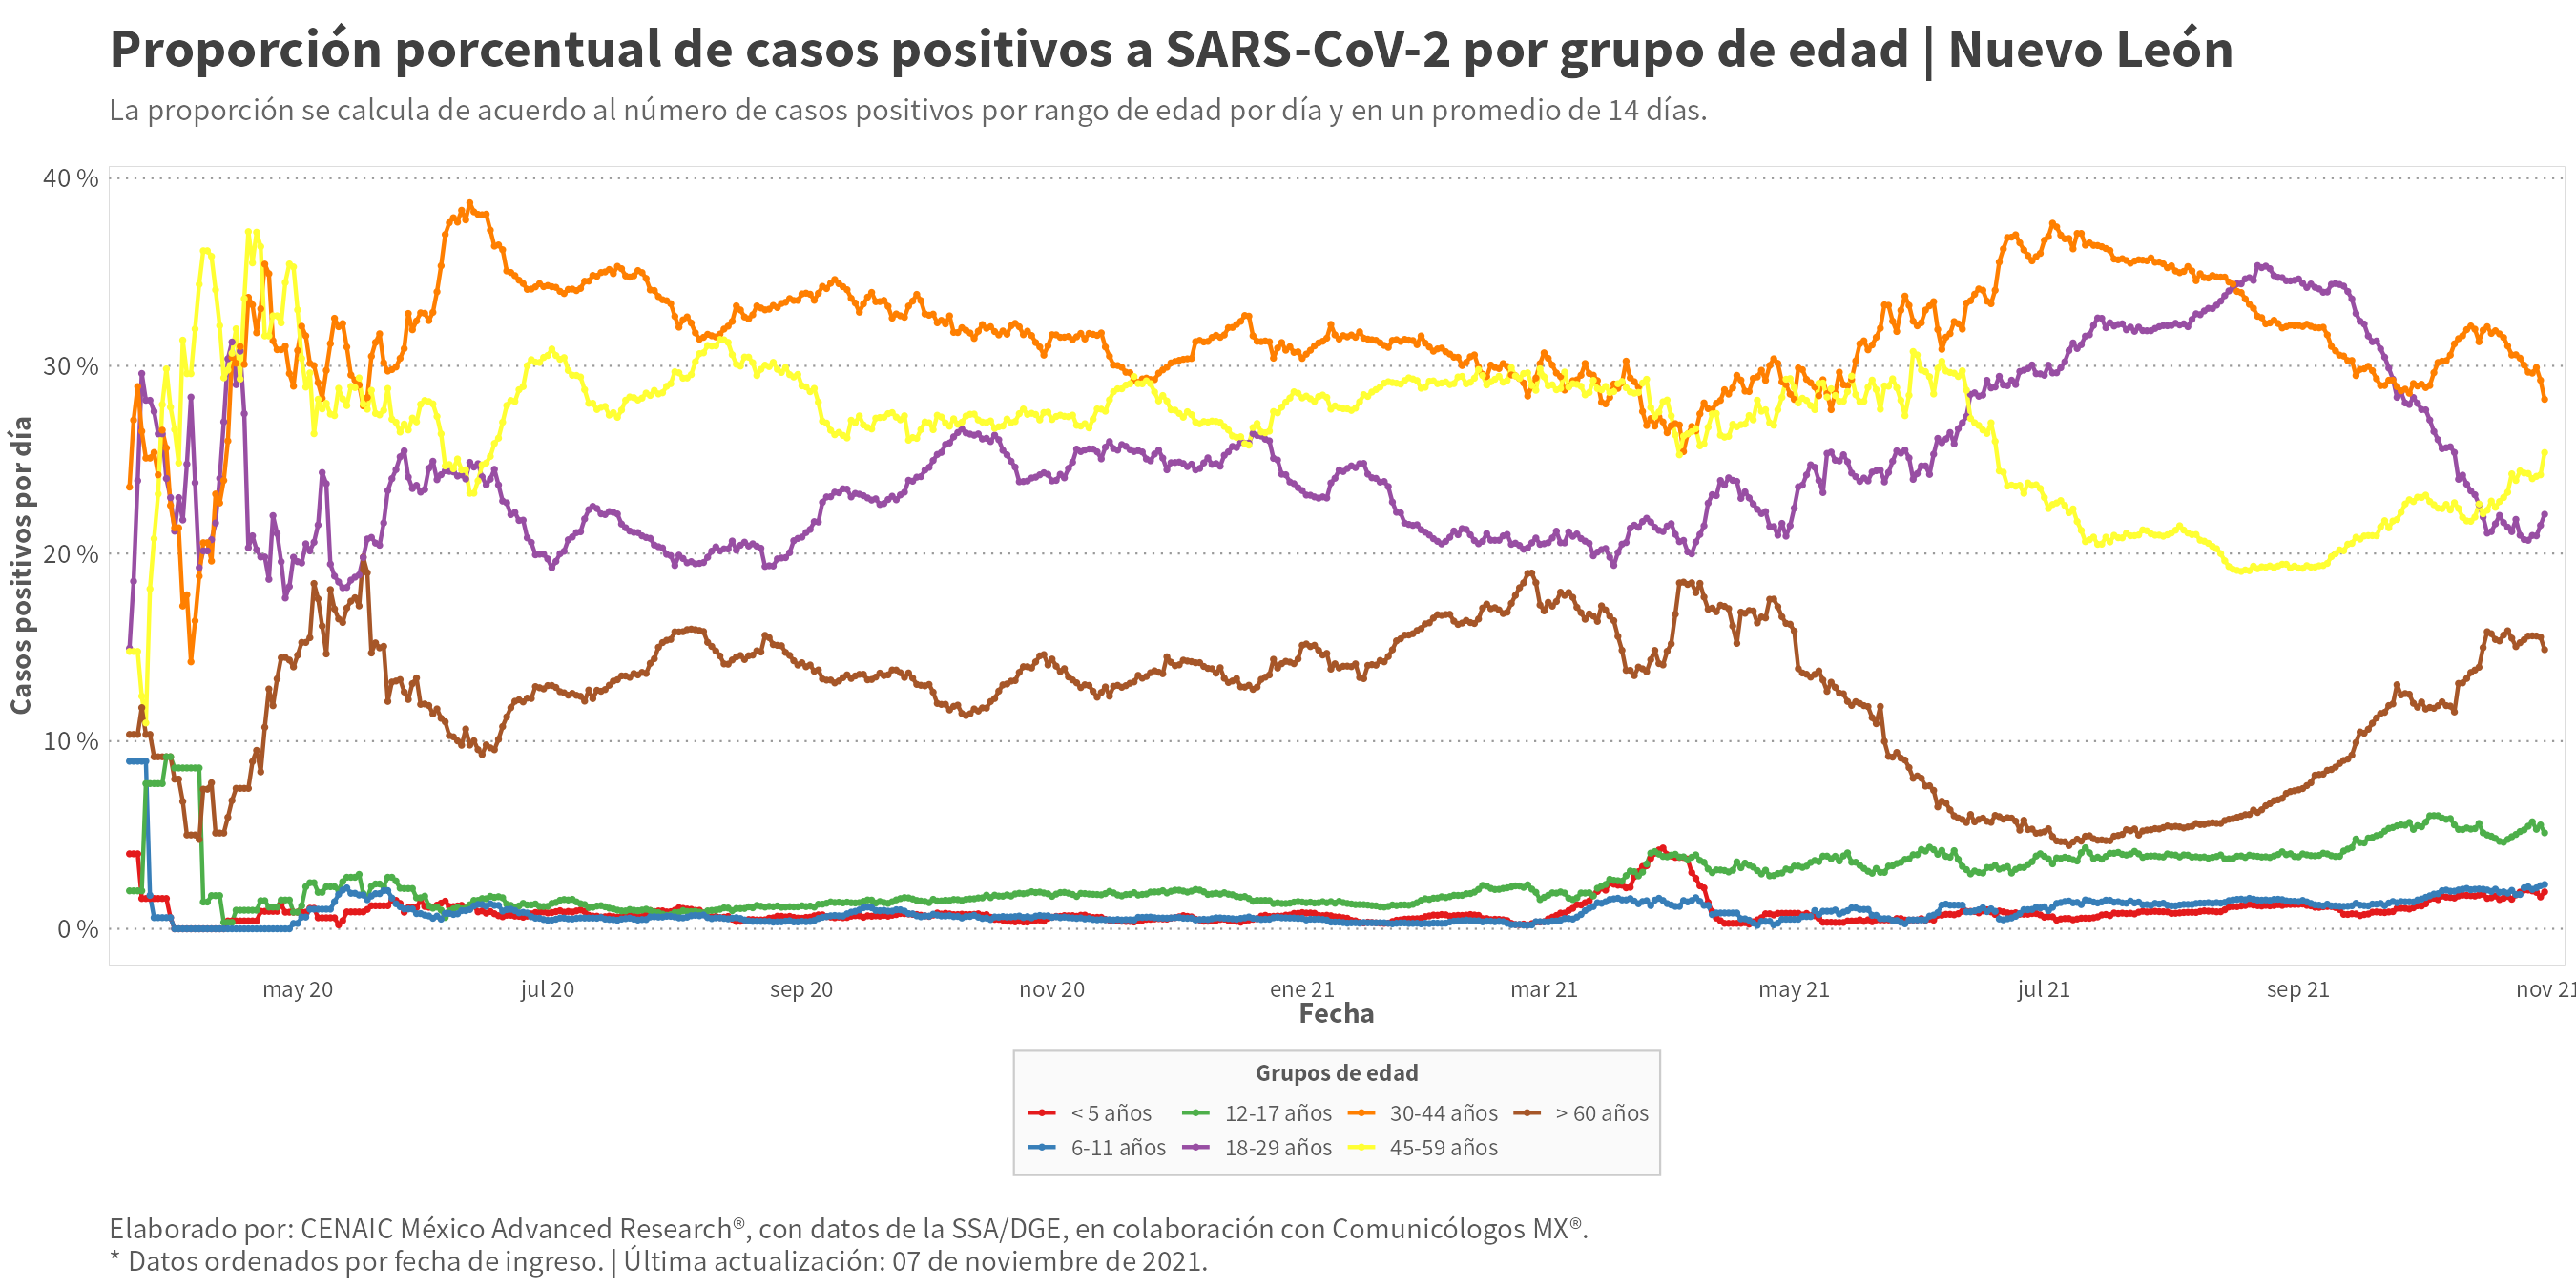 Proporción porcentual de casos positivos a SARS-CoV-2 por grupo de edad | Nuevo León
La proporción se calcula de acuerdo al número de casos positivos por rango de edad por día y en un promedio de 14 días.
Casos positivos por día
40 %
30 %
20 %
10 %
0 %
may 20 jul 20 sep 20 nov 20 ene 21 mar 21 may 21 jul 21 sep 21 nov 21
Fecha
Grupos de edad
< 5 años 12-17 años 30-44 años > 60 años
6-11 años 18-29 años 45-59 años
Elaborado por: CENAIC México Advanced Research®, con datos de la SSA/DGE, en colaboración con Comunicólogos MX®.
* Datos ordenados por fecha de ingreso. | Última actualización: 07 de noviembre de 2021.